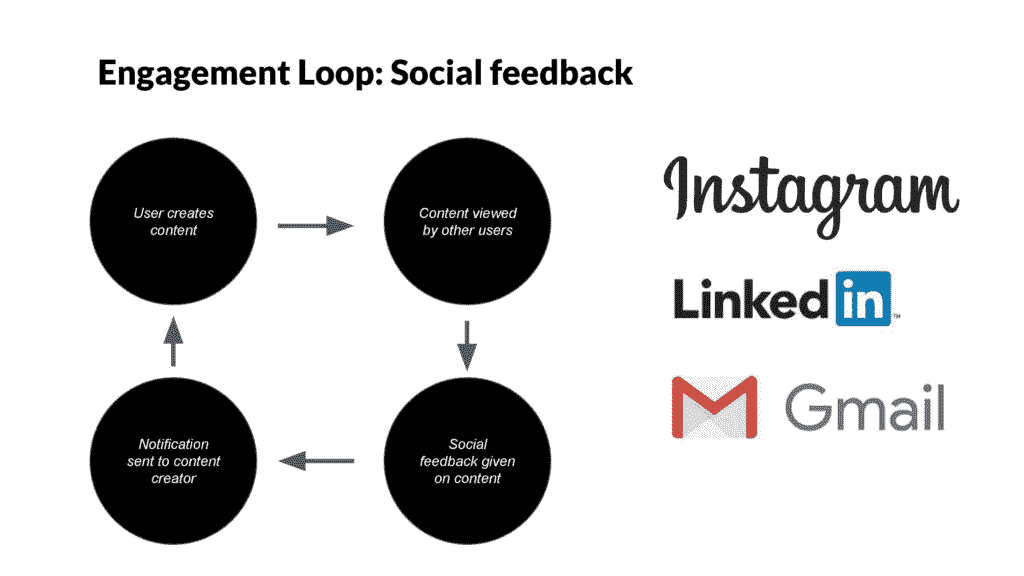 Engagement Loop: Social feedback
User creates
content
Content viewed
by other users
Social
feedback given
on content
Notification
sent to content
creator
Instagram
Linked in ™
Gmail